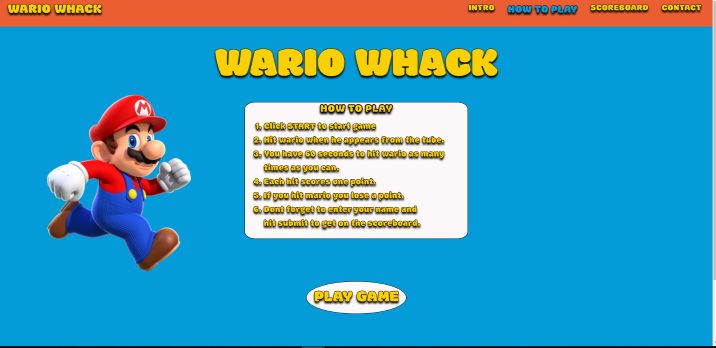 WARIO WHACK
INTRO HOW TO PLAY SCOREBOARD CONTACT
WARIO WHACK
HOW TO PLAY
1. Click START to start game
2. Hit wario when he appears from the tube.
3. You have 60 seconds to hit wario as many
times as you can.
4. Each hit scores one point.
5. If you hit mario you lose a point.
6. Dont forget to enter your name and
hit submit to get on the scoreboard.
PLAY GAME
M